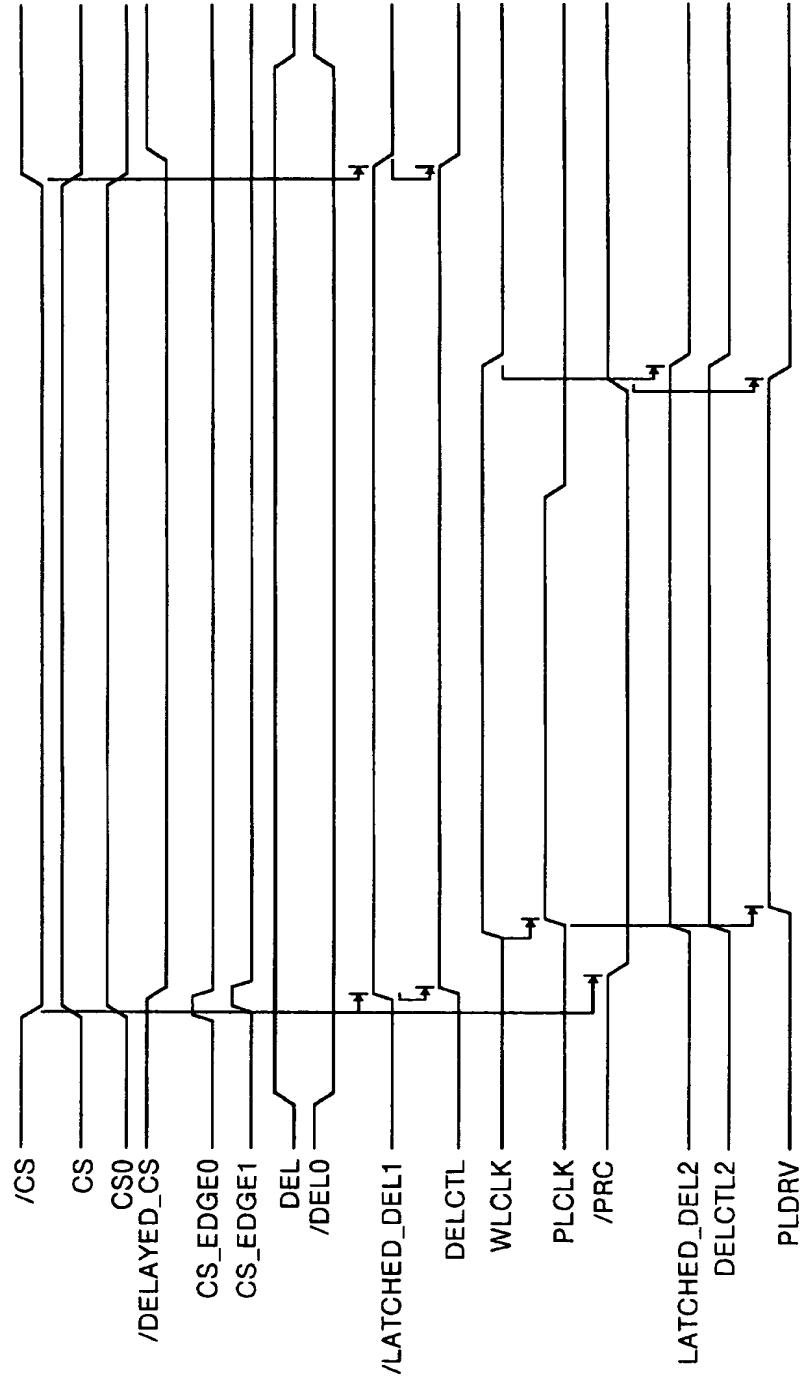 /CS
CS
CS0
/DELAYED_CS
CS_EDGE0
CS_EDGE1
DEL
/DEL0
/LATCHED_DEL1
DELCTL
WLCLK
PLCLK
/PRC
LATCHED_DEL2
DELCTL2
PLDRV